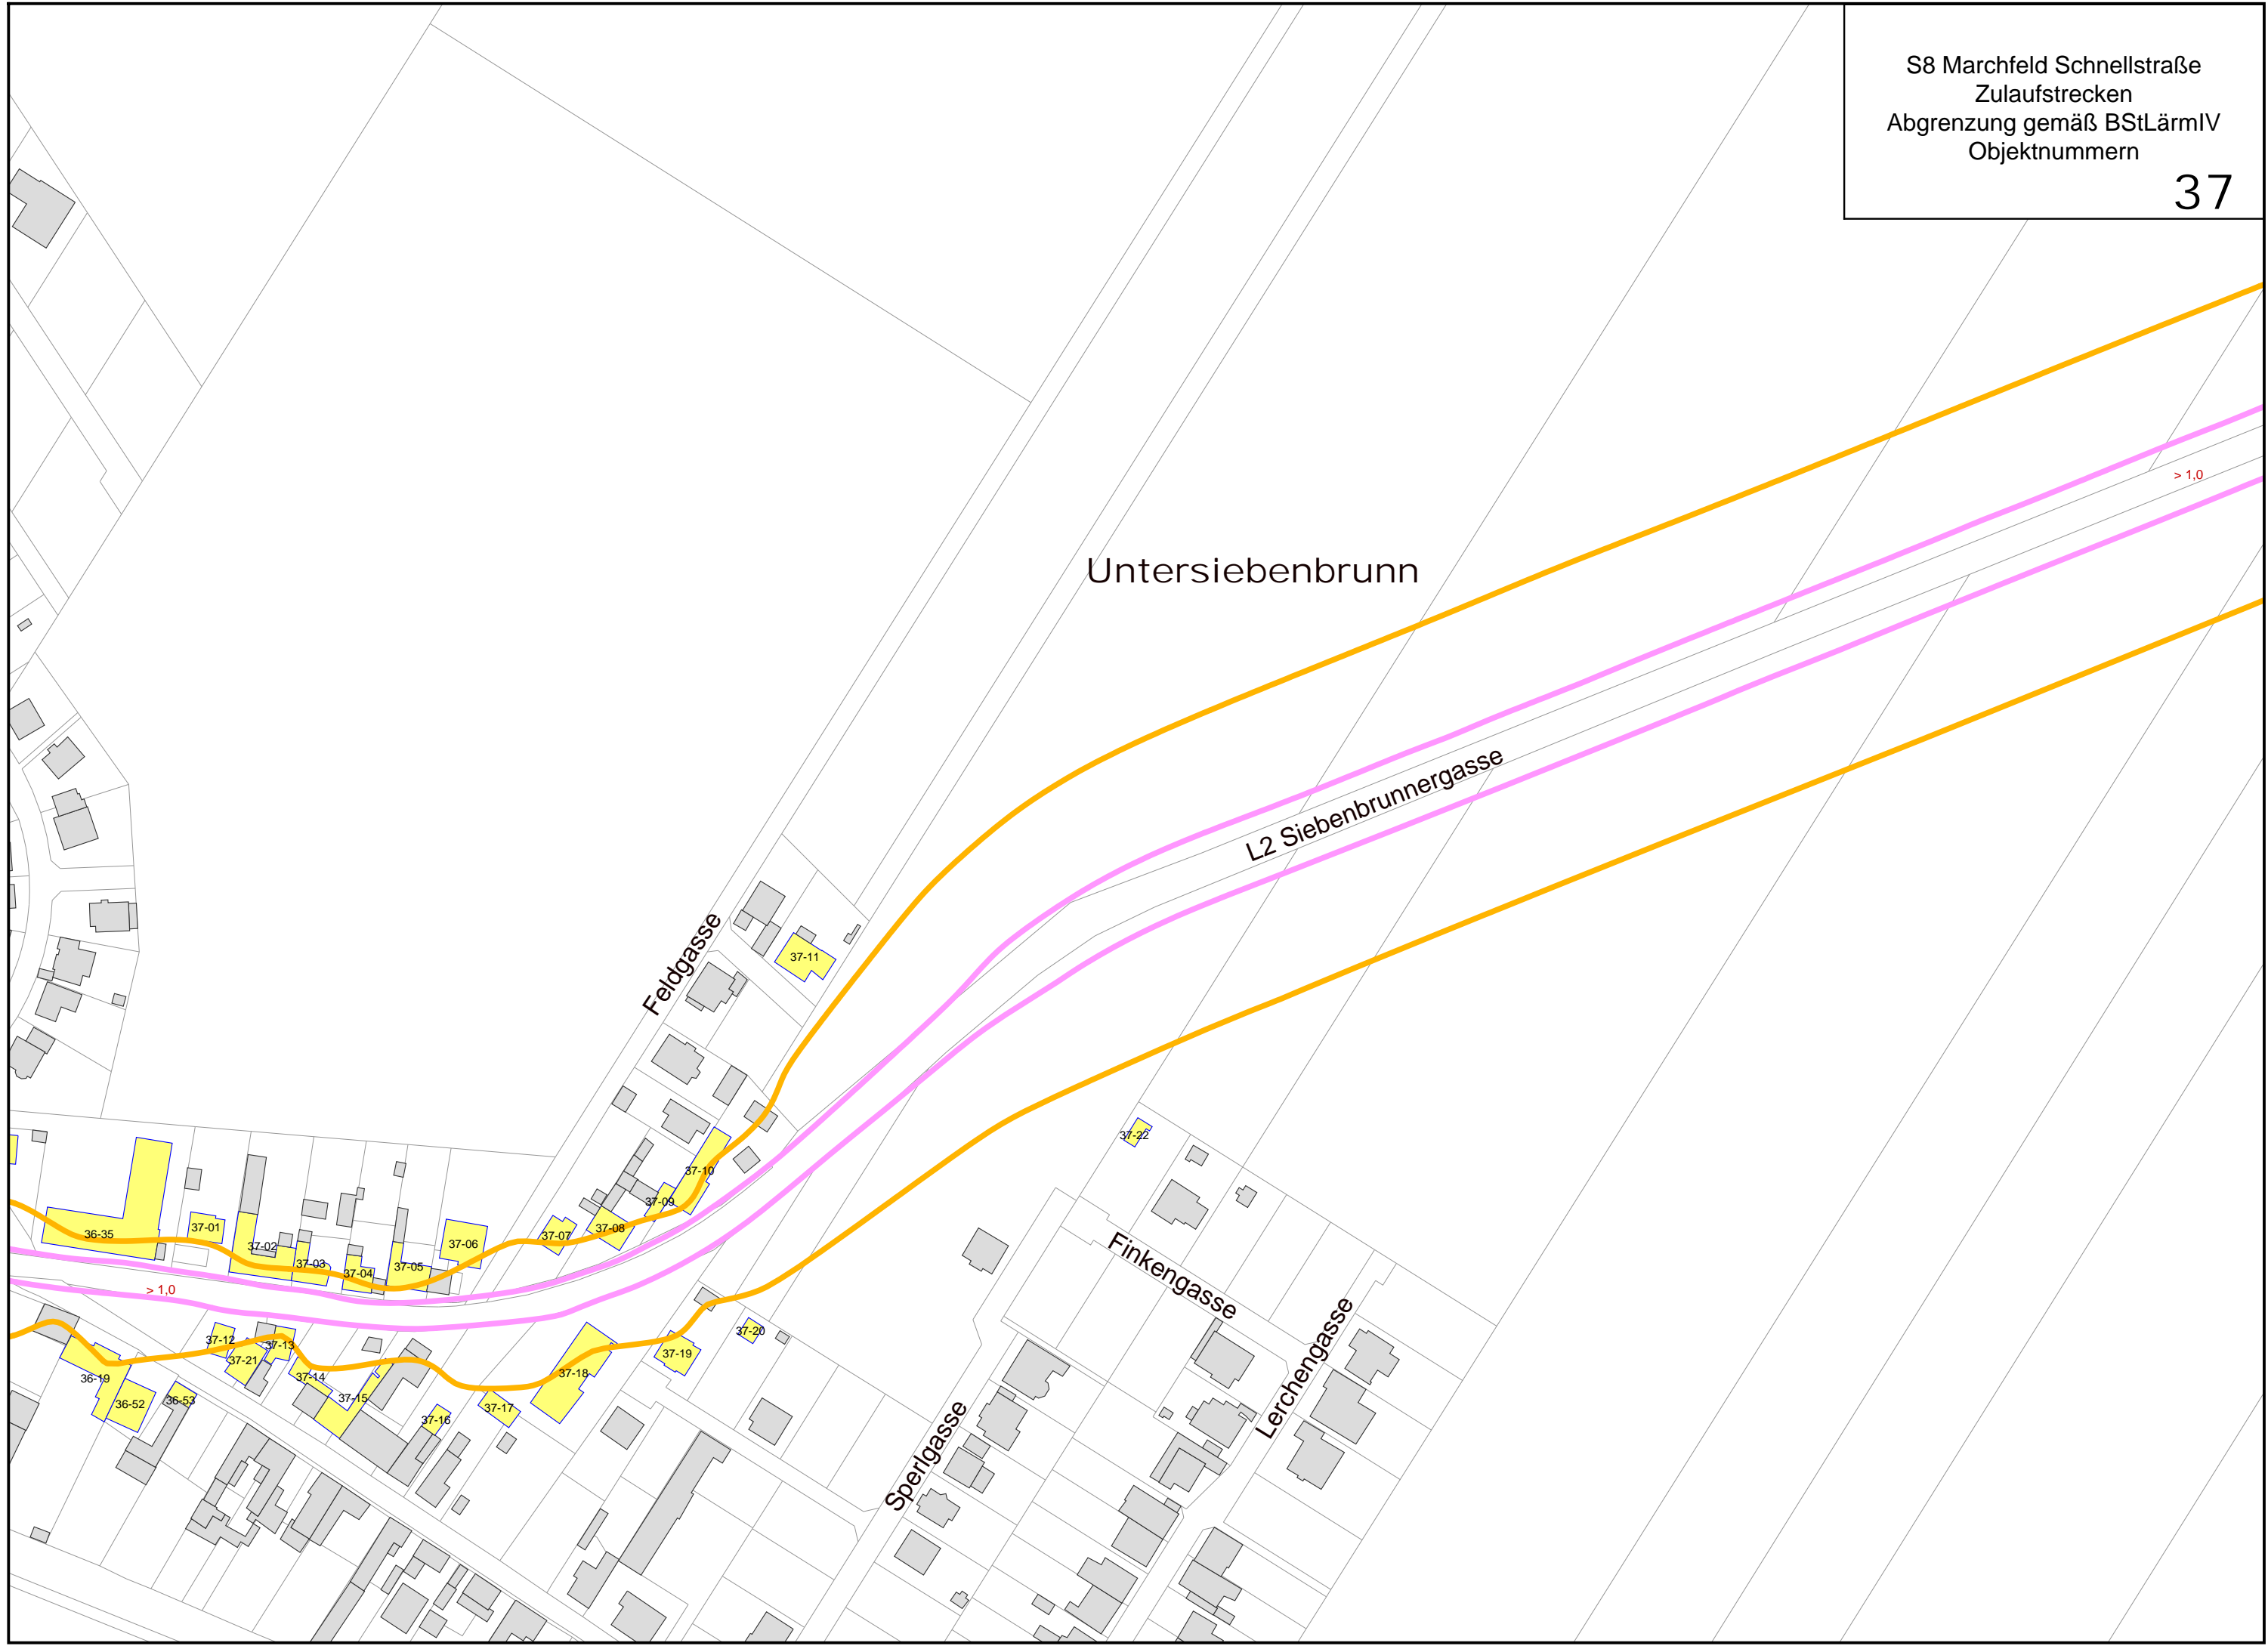 S8 Marchfeld Schnellstraße
Zulaufstrecken
Abgrenzung gemäß BStLärmIV
Objektnummern
37
> 1,0
Untersiebenbrunn
L2 Siebenbrunnergasse
Feldgasse
37-11
37-22
37-10
37-09
37-08
37-07
37-06
37-05
37-04
37-03
37-02
37-01
36-35
> 1,0
Finkengasse
Lerchengasse
Sperlgasse
37-12
37-21
37-13
37-14
37-15
37-16
37-17
37-18
37-19
37-20
36-19
36-52
36-53